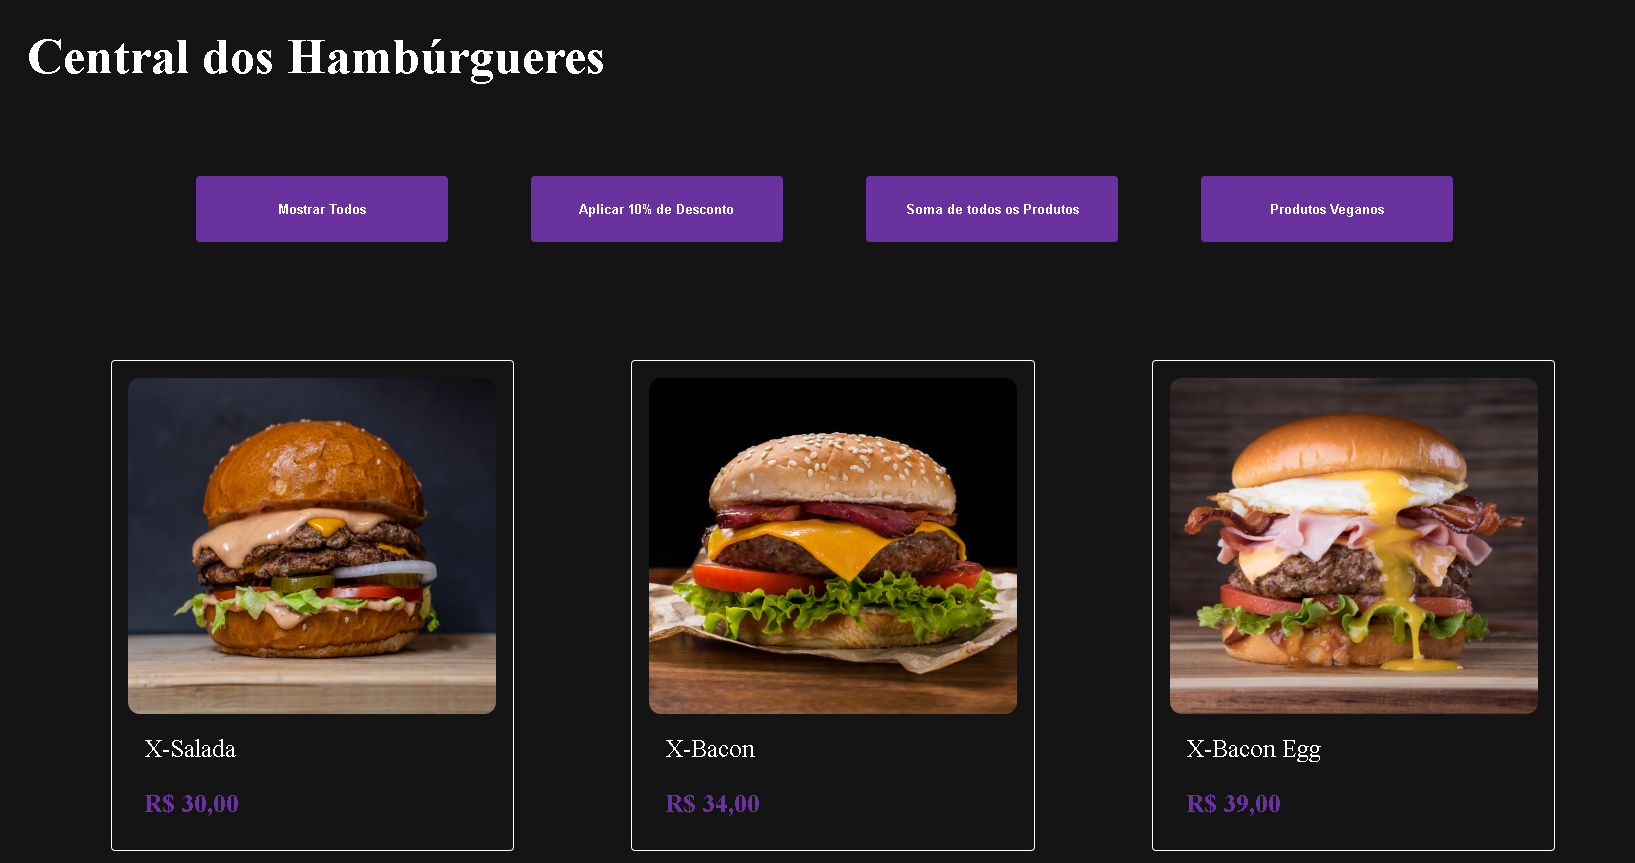 Central dos Hambúrgueres
Mostrar Todos
Aplicar 10% de Desconto
Soma de todos os Produtos
Produtos Veganos
X-Salada
R$ 30,00
X-Bacon
R$ 34,00
X-Bacon Egg
R$ 39,00